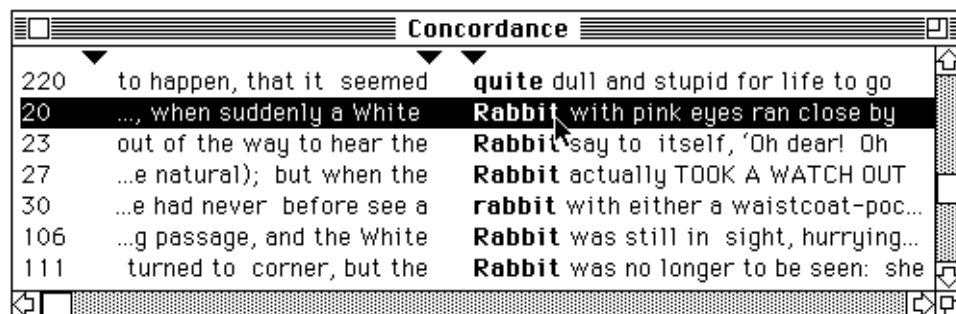 Concordance
220 to happen, that it seemed quite dull and stupid for life to go
20 ..., when suddenly a White Rabbit with pink eyes ran close by
23 out of the way to hear the Rabbit say to itself, ‘Oh dear! Oh
27 ...e natural); but when the Rabbit actually TOOK A WATCH OUT
30 ...e had never before see a rabbit with either a waistcoat-poc...
106 ...g passage, and the White Rabbit was still in sight, hurrying...
111 turned to corner, but the Rabbit was no longer to be seen: she